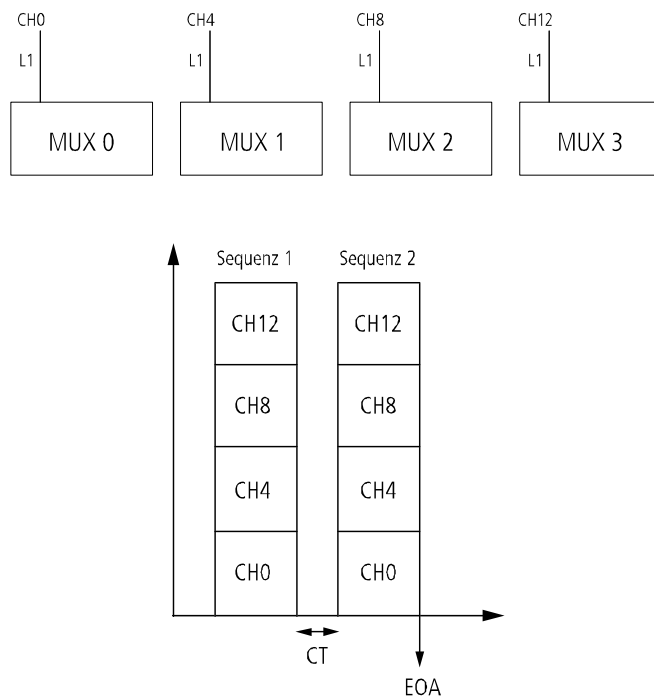 CH0 CH4 CH8 CH12
L1 L1 L1 L1
MUX 0 MUX 1 MUX 2 MUX 3
Sequenz 1 Sequenz 2
CH12 CH12
CH8 CH8
CH4 CH4
CH0 CH0
CT
EOA